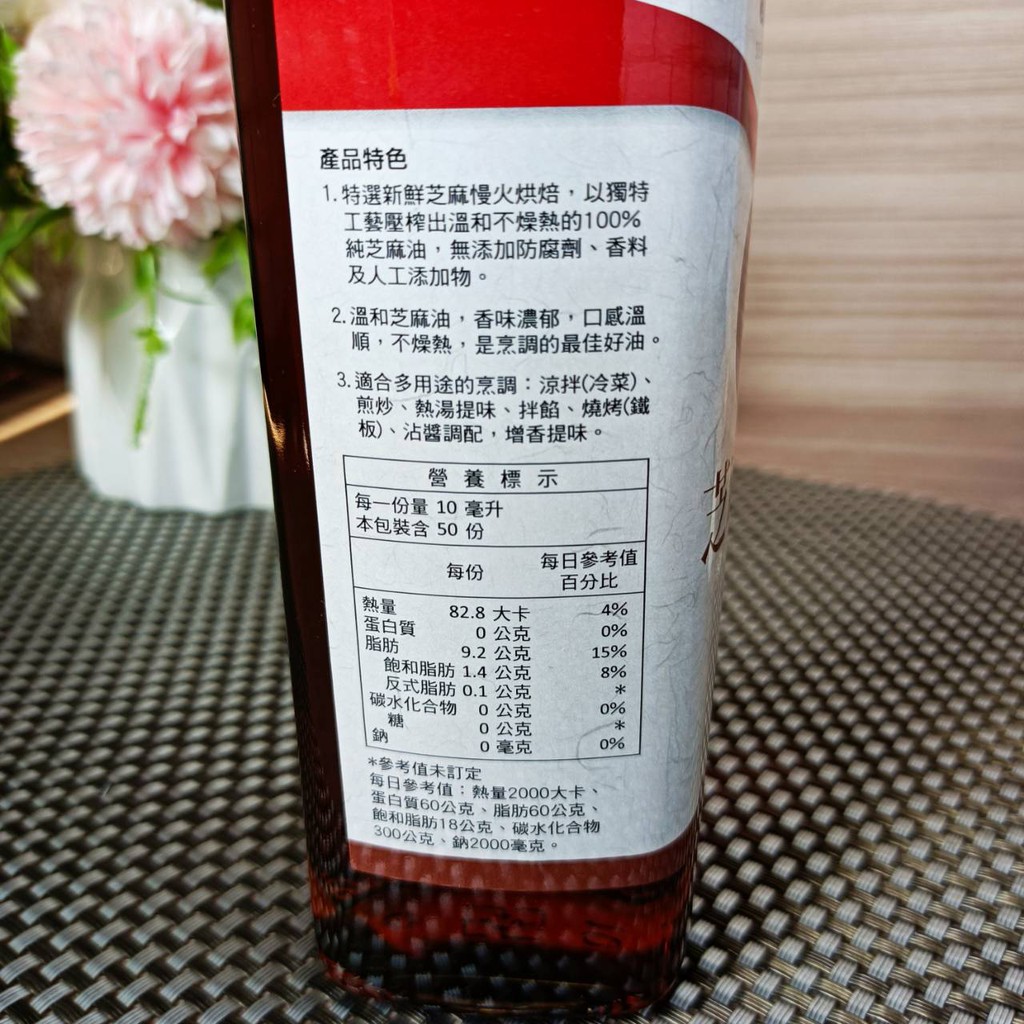 產品特色
1.特選新鮮芝麻慢火烘焙，以獨特
工藝壓榨出溫和不燥熱的100%
純芝麻油，無添加防腐劑、香料
及人工添加物。
2.溫和芝麻油，香味濃郁，口感溫
順，不燥熱，是烹調的最佳好油。
3.適合多用途的烹調：涼拌(冷菜)、
煎炒、熱湯提味、拌餡、燒烤(鐵
板)、沾醬調配，增香提味。
營養標示
每一份量 10 毫升
本包裝含 50 份
每份 每日參考值
百分比
熱量 82.8 大卡 4%
蛋白質 0 公克 0%
脂肪 9.2 公克 15%
飽和脂肪 1.4 公克 8%
反式脂肪 0.1 公克 *
碳水化合物 0 公克 0%
糖 0 公克 *
鈉 0 毫克 0%
*參考值未訂定
每日參考值：熱量2000大卡、
蛋白質60公克、脂肪60公克、
飽和脂肪18公克、碳水化合物
300公克、鈉2000毫克。